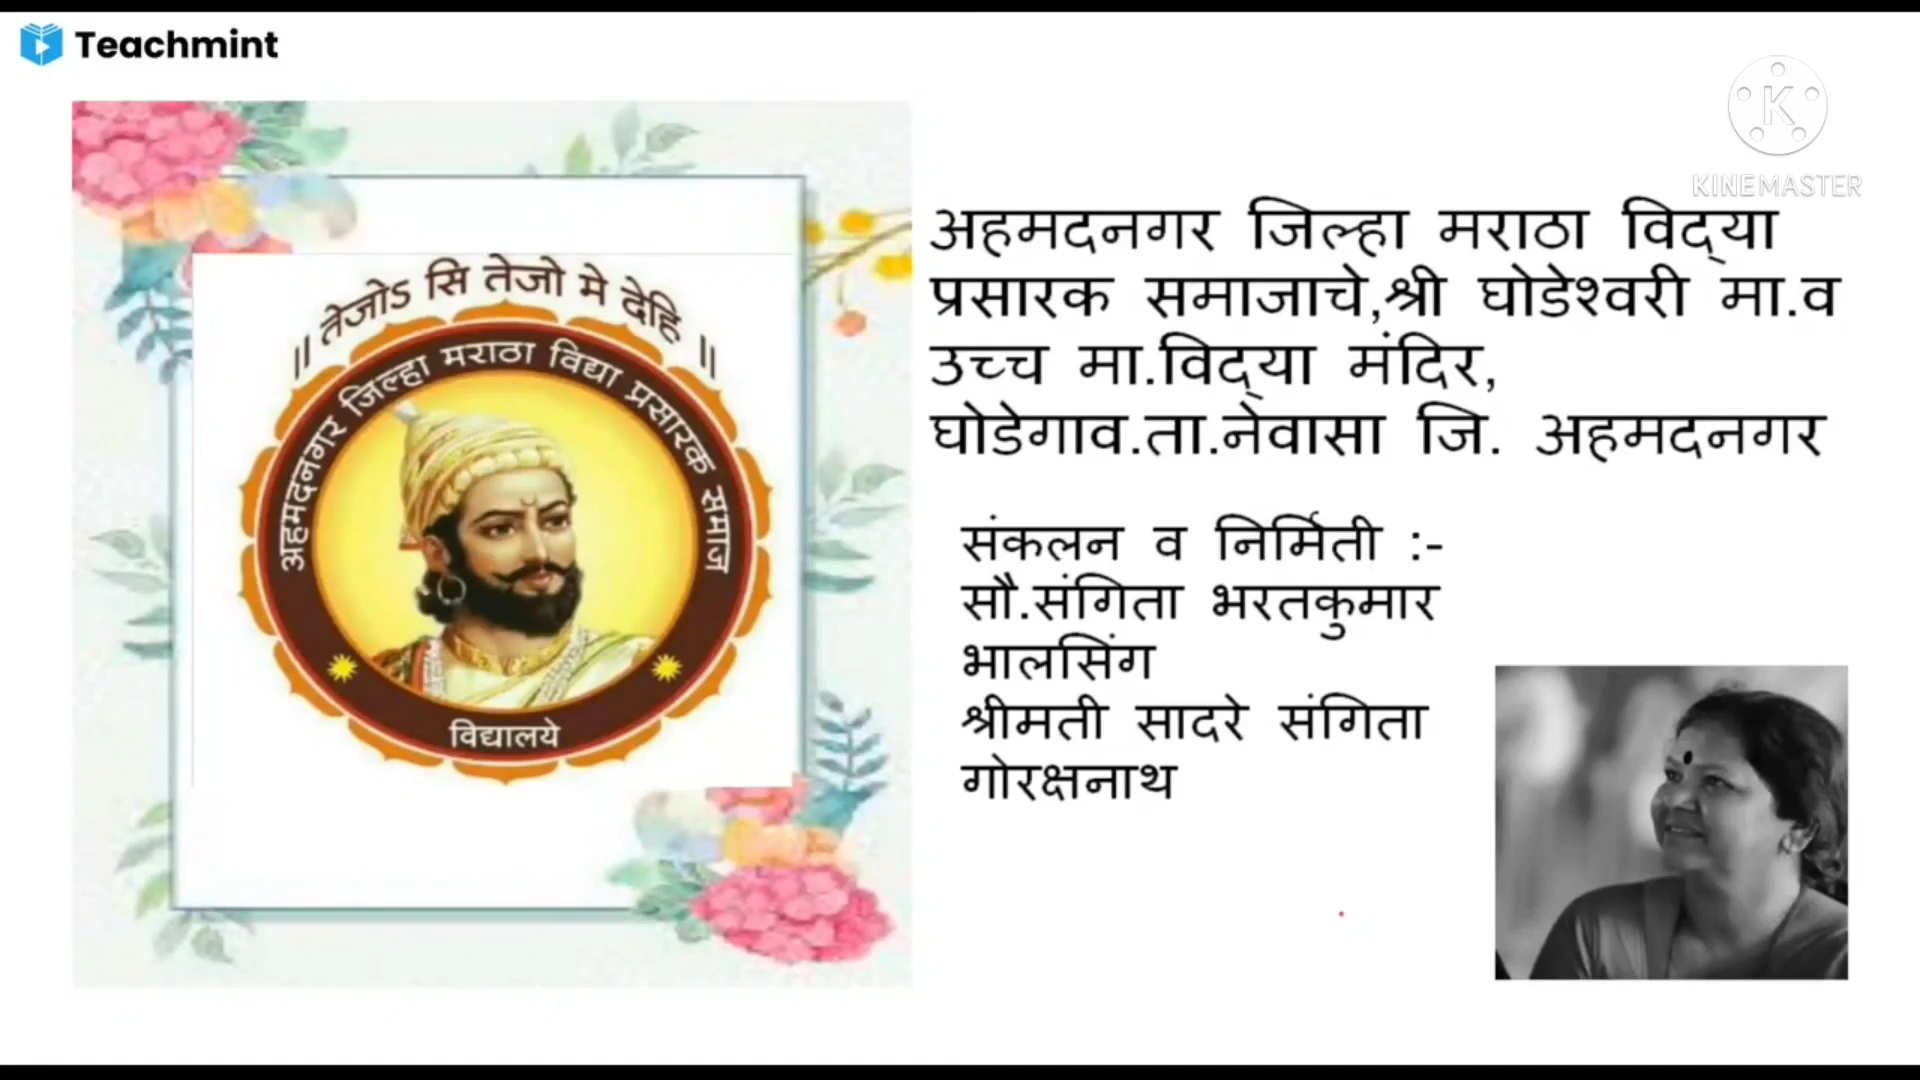 Teachmint
KINEMASTER
|| तेजोऽ सि तेजो मे देहि ||
अहमदनगर जिल्हा मराठा विद्या प्रसारक समाज
विद्यालये
अहमदनगर जिल्हा मराठा विद्‌या
प्रसारक समाजाचे,श्री घोडेश्वरी मा.व
उच्च मा.विद्‌या मंदिर,
घोडेगाव.ता.नेवासा जि. अहमदनगर
संकलन व निर्मिती :-
सौ.संगिता भरतकुमार
भालसिंग
श्रीमती सादरे संगिता
गोरक्षनाथ